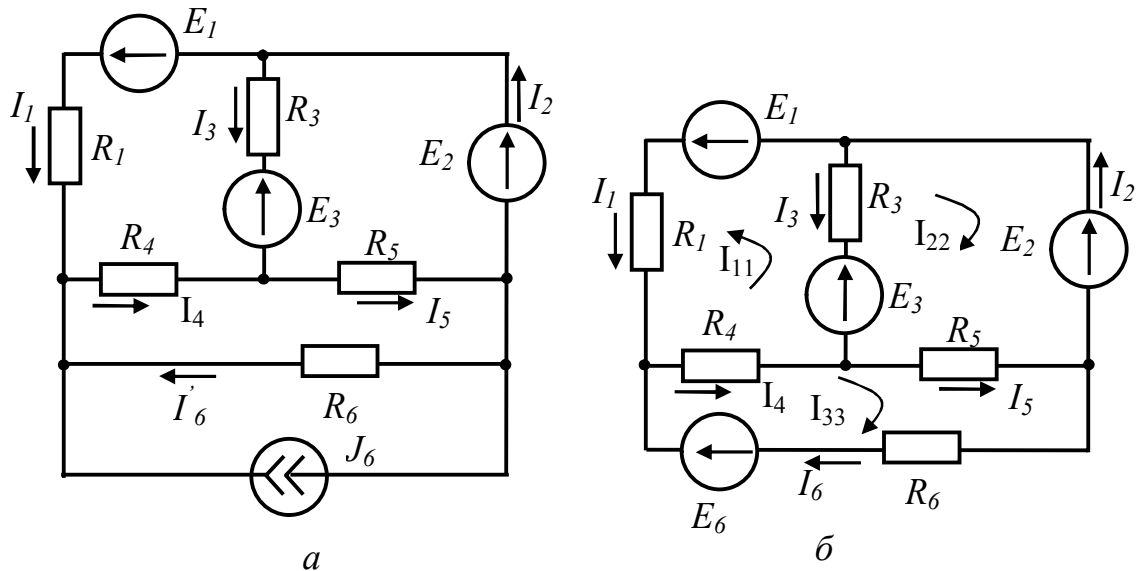 E1
I1
R1
I3
R3
E2
I2
E3
R4
R5
I4
I5
I'6
R6
J6
а
E1
I1
R1
I11
I3
R3
I22
E2
I2
E3
R4
R5
I4
I33
I5
E6
I6
R6
б